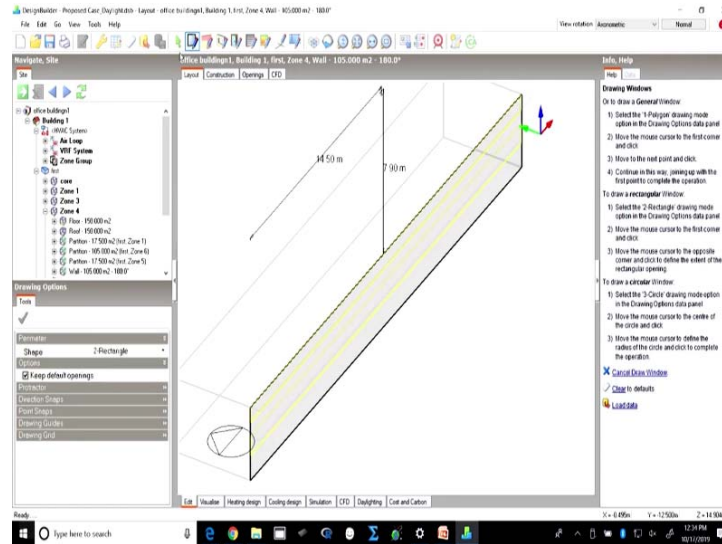 DesignBuilder - Proposed Case_Daylight.dsb - Layout - office buildings1, Building 1, first, Zone 4, Wall - 105.000 m2 - 180.0°
File Edit Go View Tools Help
View rotation Axonometric
Normal
Navigate, Site
Site
office buildings1
Building 1
<HVAC System>
Air Loop
VRF System
Zone Group
first
core
Zone 1
Zone 3
Zone 4
Floor - 150.000 m2
Roof - 150.000 m2
Partition - 17.500 m2 (first, Zone 1)
Partition - 105.000 m2 (first, Zone 6)
Partition - 17.500 m2 (first, Zone 5)
Wall - 105.000 m2 - 180.0°
Drawing Options
Tools
Perimeter
Shape 2-Rectangle
Options
Keep default openings
Protractor
Direction Snaps
Point Snaps
Drawing Guides
Drawing Grid
office buildings1, Building 1, first, Zone 4, Wall - 105.000 m2 - 180.0°
Layout Construction Openings CFD
14.50 m
7.90 m
Edit Visualise Heating design Cooling design Simulation CFD Daylighting Cost and Carbon
Info, Help
Help Data
Drawing Windows
Or to draw a General Window:
1) Select the '1-Polygon' drawing mode
option in the Drawing Options data panel
2) Move the mouse cursor to the first corner
and click
3) Move to the next point and click.
4) Continue in this way, joining up with the
first point to complete the operation.
To draw a rectangular Window:
1) Select the '2-Rectangle' drawing mode
option in the Drawing Options data panel
2) Move the mouse cursor to the first corner
and click
3) Move the mouse cursor to the opposite
corner and click to define the extent of the
rectangular opening
To draw a circular Window:
1) Select the '3-Circle' drawing mode option
in the Drawing Options data panel
2) Move the mouse cursor to the centre of
the circle and click
3) Move the mouse cursor to define the
radius of the circle and click to complete
the operation.
Cancel Draw Window
Clear to defaults
Load data
Ready
Type here to search
12:34 PM
10/17/2019